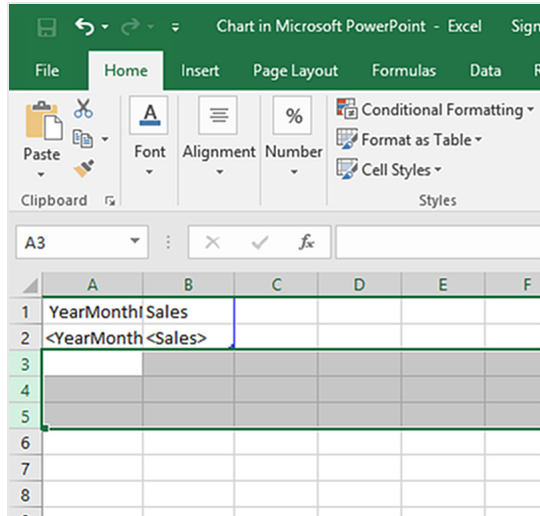 Chart in Microsoft PowerPoint - Excel Sign
File Home Insert Page Layout Formulas Data
Paste
Font
Alignment
Number
Conditional Formatting
Format as Table
Cell Styles
Clipboard
Styles
A3
fx
A B C D E F
1 YearMonth Sales
2 <YearMonth <Sales>
3
4
5
6
7
8